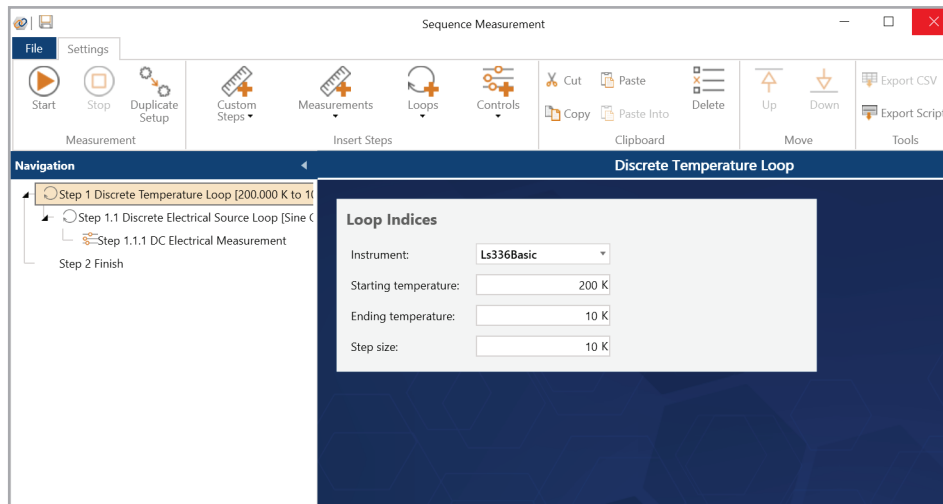 Sequence Measurement
File Settings
Start Stop Duplicate Setup Custom Steps Measurements Loops Controls Cut Paste Copy Paste Into Delete Up Down Export CSV Export Script
Measurement Insert Steps Clipboard Move Tools
Navigation
Discrete Temperature Loop
Step 1 Discrete Temperature Loop [200.000 K to 10
Step 1.1 Discrete Electrical Source Loop [Sine
Step 1.1.1 DC Electrical Measurement
Step 2 Finish
Loop Indices
Instrument: Ls336Basic
Starting temperature: 200 K
Ending temperature: 10 K
Step size: 10 K